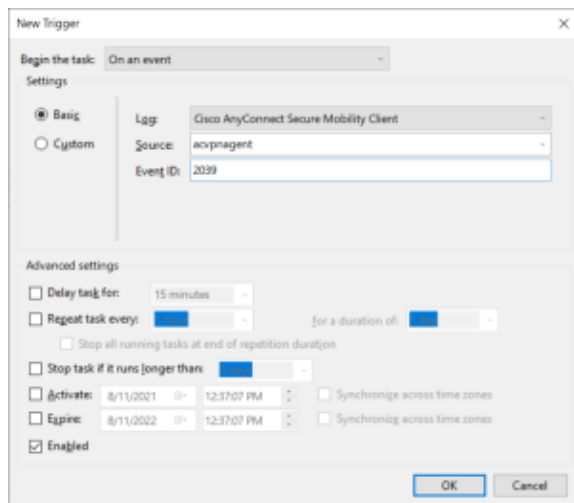 New Trigger
Begin the task: On an event
Settings
Basic
Custom
Log: Cisco AnyConnect Secure Mobility Client
Source: acvpnagent
Event ID: 2039
Advanced settings
Delay task for: 15 minutes
Repeat task every: for a duration of:
Stop all running tasks at end of repetition duration
Stop task if it runs longer than:
Activate: 8/11/2021 12:37:07 PM Synchronize across time zones
Expire: 8/11/2022 12:37:07 PM Synchronize across time zones
Enabled
OK Cancel